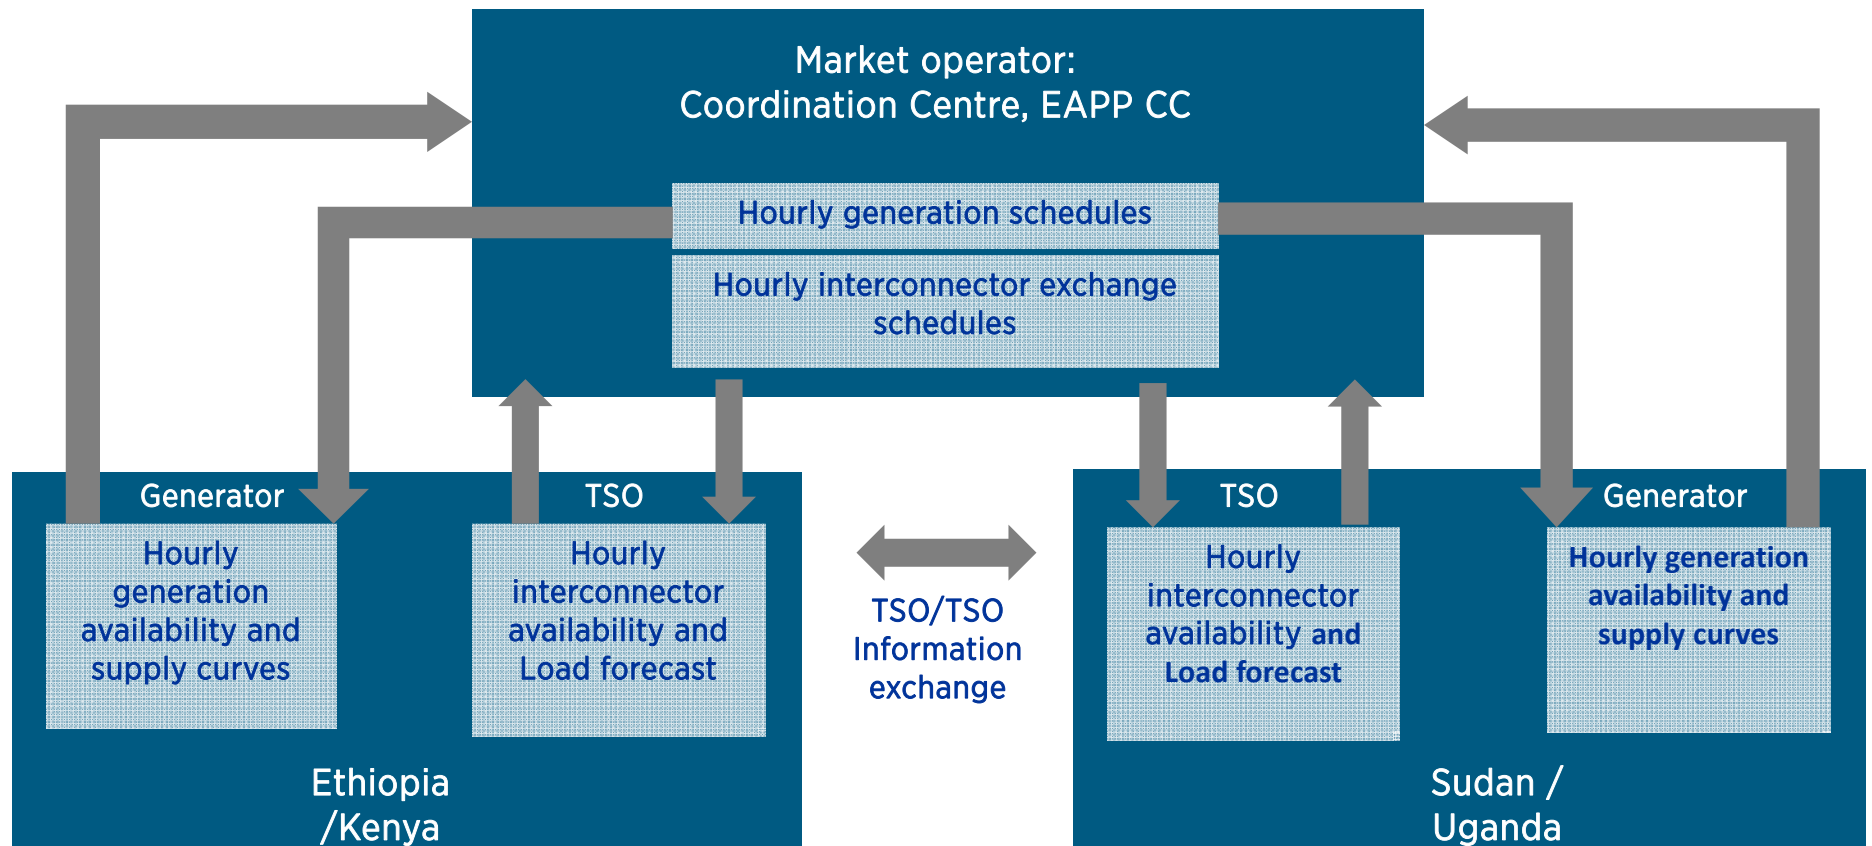 Market operator:
Coordination Centre, EAPP CC
Hourly generation schedules
Hourly interconnector exchange
schedules
Generator
TSO
Hourly
generation
availability and
supply curves
Hourly
interconnector
availability and
Load forecast
Ethiopia
/Kenya
TSO/TSO
Information
exchange
TSO
Generator
Hourly
interconnector
availability and
Load forecast
Hourly generation
availability and
supply curves
Sudan /
Uganda